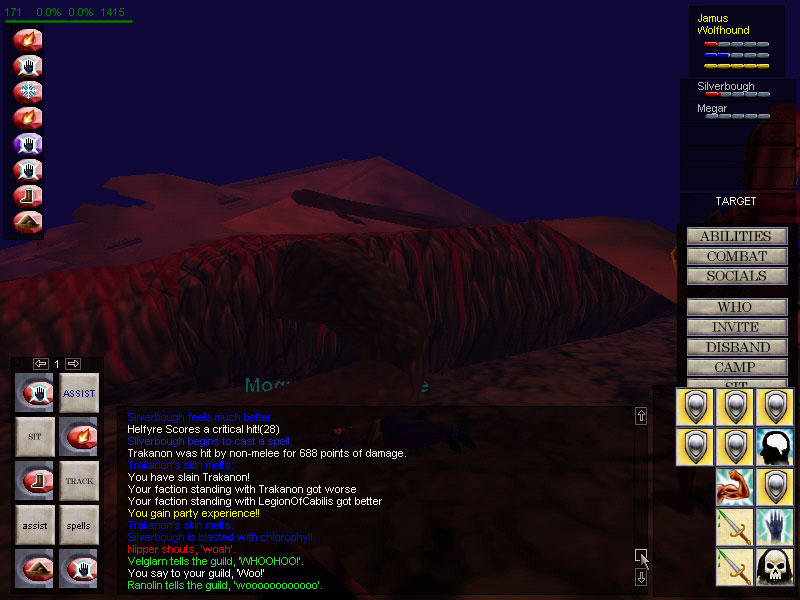 171 0.0% 0.0% 1415
Jamus
Wolfhound
Silverbough
Megar
TARGET
ABILITIES
COMBAT
SOCIALS
WHO
INVITE
DISBAND
CAMP
SIT
1
ASSIST
SIT
TRACK
assist
spells
Silverbough feels much better.
Helfyre Scores a critical hit!(28)
Silverbough begins to cast a spell.
Trakanon was hit by non-melee for 688 points of damage.
Trakanon's skin melts.
You have slain Trakanon!
Your faction standing with Trakanon got worse
Your faction standing with LegionOfCabilis got better
You gain party experience!!
Trakanon's skin melts.
Silverbough is blasted with chlorophyll.
Nipper shouts, 'woah'.
Velglarn tells the guild, 'WHOOHOO!'.
You say to your guild, 'Woo!'
Ranolin tells the guild, 'woooooooooooo'.